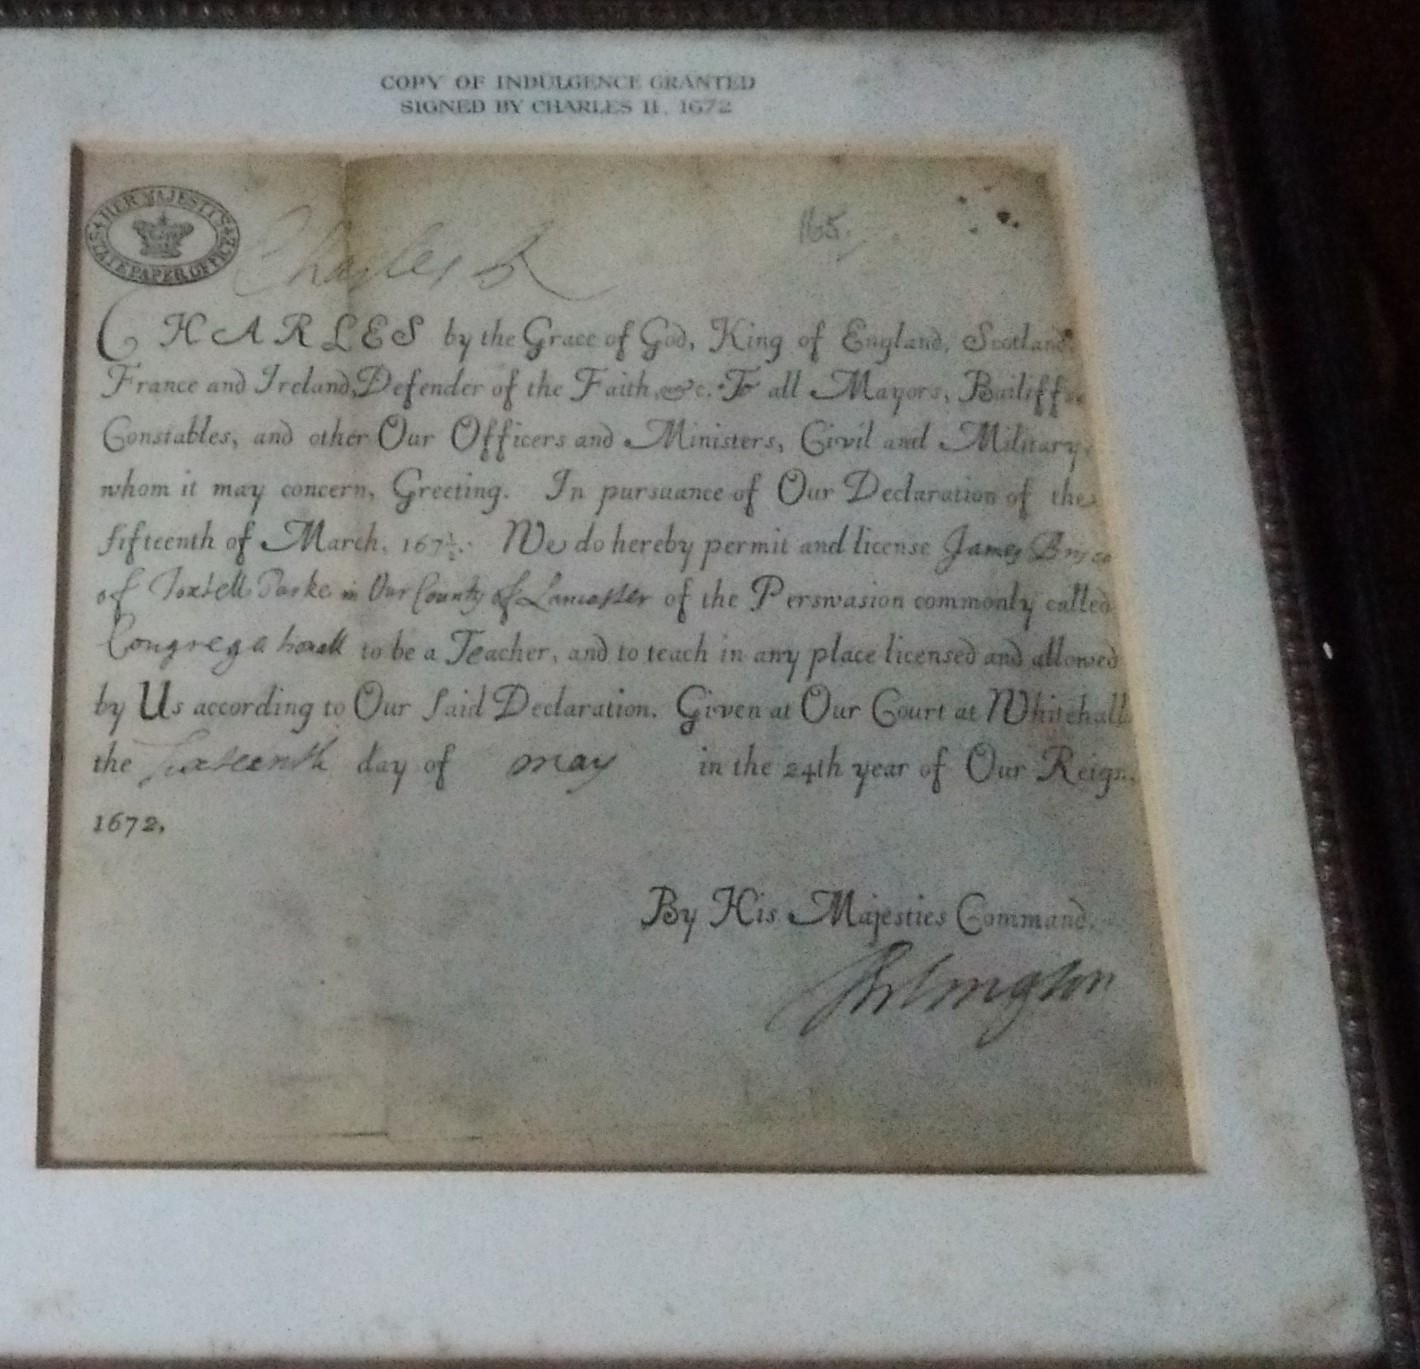 COPY OF INDULGENCE GRANTED
SIGNED BY CHARLES II, 1672
HER MAJESTY'S STATE PAPER OFFICE
Charles R
165.
CHARLES by the Grace of God, King of England, Scotland
France and Ireland, Defender of the Faith, &c. To all Mayors, Bailiffs
Constables, and other Our Officers and Ministers, Civil and Military
whom it may concern, Greeting. In pursuance of Our Declaration of the
fifteenth of March, 167½. We do hereby permit and license James
of Toxtell Parke in Our County of Lancaster of the Perswasion commonly called
Congregationall to be a Teacher, and to teach in any place licensed and allowed
by Us according to Our said Declaration. Given at Our Court at Whitehall
the sixteenth day of may in the 24th year of Our Reign,
1672,
By His Majesties Command.
Arlington